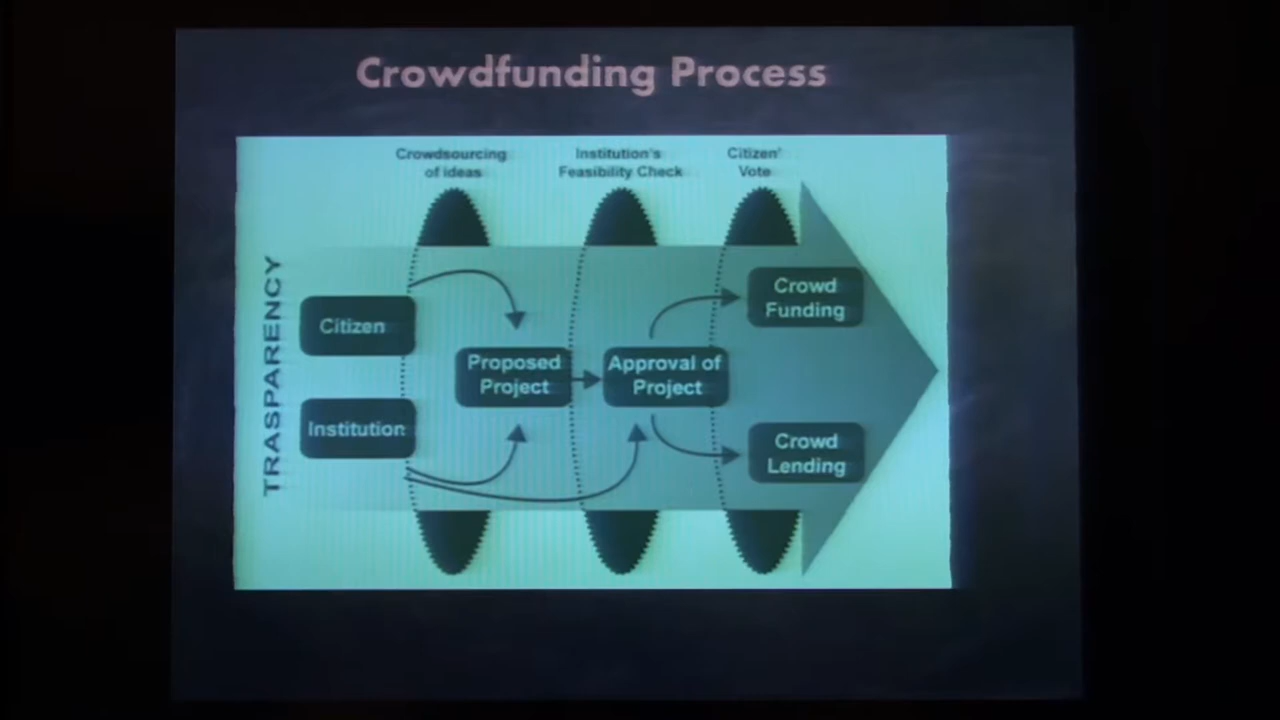 Crowdfunding Process
Crowdsourcing
of ideas
Institution's
Feasibility Check
Citizen'
Vote
TRASPARENCY
Citizen
Institution
Proposed
Project
Approval of
Project
Crowd
Funding
Crowd
Lending